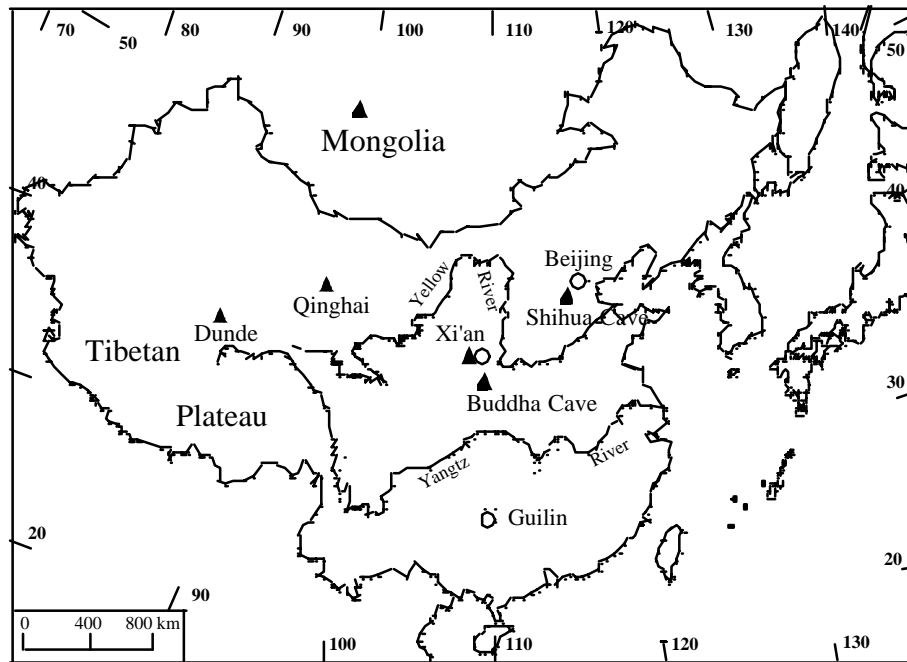 70 50 80 90 100 110 120 130 140 50
Mongolia
40 40
Beijing
Yellow River
Qinghai
Shihua Cave
Dunde
Xi'an
Tibetan
30
Buddha Cave
Plateau
Yangtz River
Guilin
20 20
90
0 400 800 km
100 110 120 130